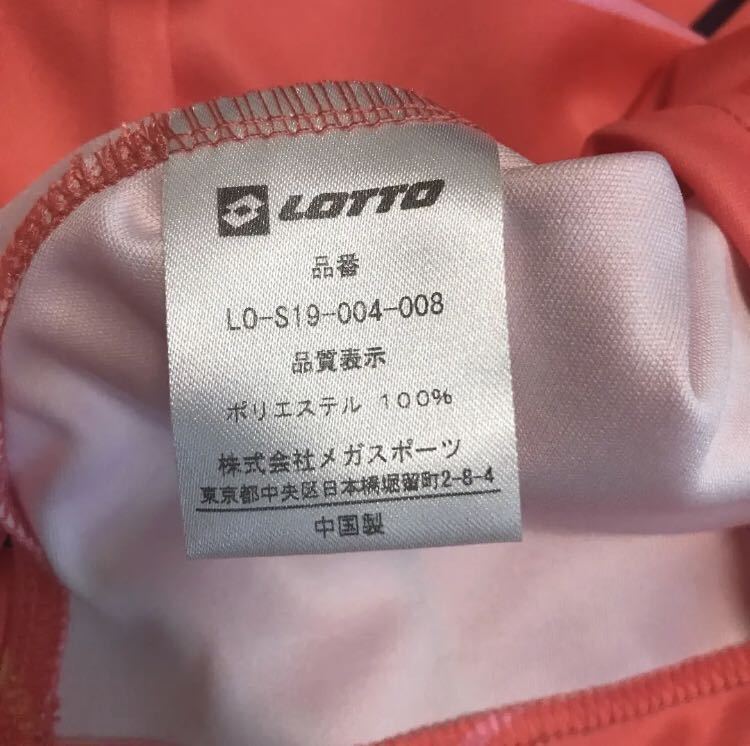 LOTTO
品番
LO-S19-004-008
品質表示
ポリエステル 100%
株式会社メガスポーツ
東京都中央区日本橋堀留町2-8-4
中国製